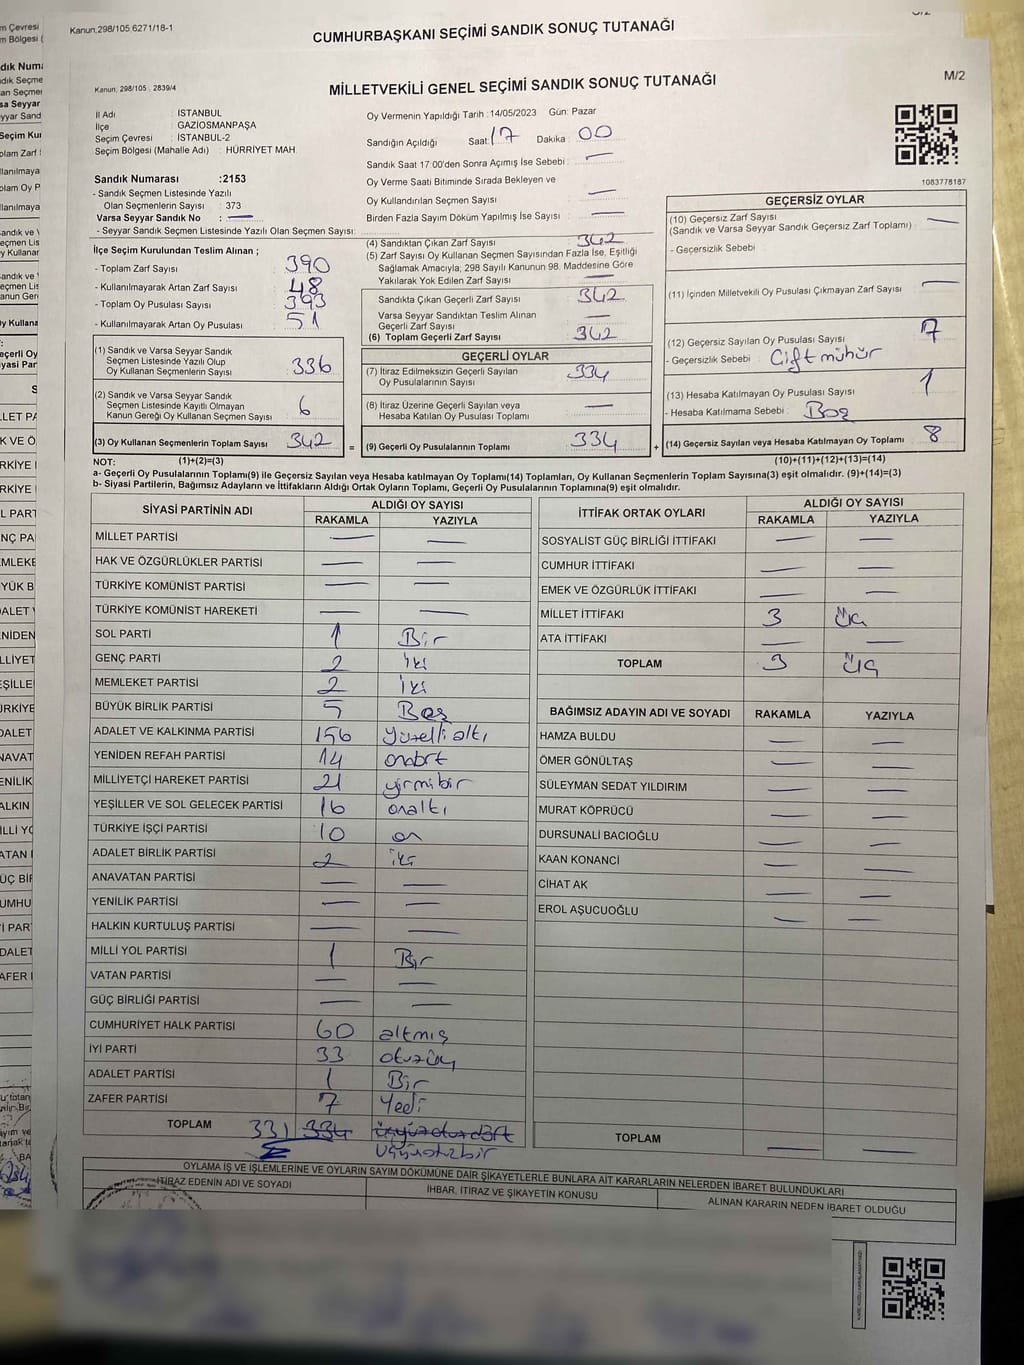 Kanun,298/105,6271/18-1
CUMHURBAŞKANI SEÇİMİ SANDIK SONUÇ TUTANAĞI
Kanun, 298/105 , 2839/4
MİLLETVEKİLİ GENEL SEÇİMİ SANDIK SONUÇ TUTANAĞI
M/2
İl Adı : İSTANBUL
İlçe : GAZİOSMANPAŞA
Seçim Çevresi : İSTANBUL-2
Seçim Bölgesi (Mahalle Adı) : HÜRRİYET MAH.
Oy Vermenin Yapıldığı Tarih :14/05/2023 Gün: Pazar
Sandığın Açıldığı Saat: 17 Dakika : 00
Sandık Saat 17:00'den Sonra Açımış İse Sebebi : —
Oy Verme Saati Bitiminde Sırada Bekleyen ve
Oy Kullandırılan Seçmen Sayısı —
Birden Fazla Sayım Döküm Yapılmış İse Sayısı —
Sandık Numarası :2153
- Sandık Seçmen Listesinde Yazılı
Olan Seçmenlerin Sayısı : 373
Varsa Seyyar Sandık No : —
- Seyyar Sandık Seçmen Listesinde Yazılı Olan Seçmen Sayısı:
1083778187
İlçe Seçim Kurulundan Teslim Alınan ;
- Toplam Zarf Sayısı 390
- Kullanılmayarak Artan Zarf Sayısı 48
- Toplam Oy Pusulası Sayısı 393
- Kullanılmayarak Artan Oy Pusulası 51
(1) Sandık ve Varsa Seyyar Sandık
Seçmen Listesinde Yazılı Olup
Oy Kullanan Seçmenlerin Sayısı 336
(2) Sandık ve Varsa Seyyar Sandık
Seçmen Listesinde Kayıtlı Olmayan
Kanun Gereği Oy Kullanan Seçmen Sayısı 6
(3) Oy Kullanan Seçmenlerin Toplam Sayısı 342 =
(4) Sandıktan Çıkan Zarf Sayısı 342
(5) Zarf Sayısı Oy Kullanan Seçmen Sayısından Fazla İse, Eşitliği
Sağlamak Amacıyla; 298 Sayılı Kanunun 98. Maddesine Göre
Yakılarak Yok Edilen Zarf Sayısı —
Sandıkta Çıkan Geçerli Zarf Sayısı 342
Varsa Seyyar Sandıktan Teslim Alınan
Geçerli Zarf Sayısı —
(6) Toplam Geçerli Zarf Sayısı 342
GEÇERLİ OYLAR
(7) İtiraz Edilmeksizin Geçerli Sayılan
Oy Pusulalarının Sayısı 334
(8) İtiraz Üzerine Geçerli Sayılan veya
Hesaba Katılan Oy Pusulaları Toplamı —
(9) Geçerli Oy Pusulalarının Toplamı 334 +
GEÇERSİZ OYLAR
(10) Geçersiz Zarf Sayısı —
(Sandık ve Varsa Seyyar Sandık Geçersiz Zarf Toplamı)
- Geçersizlik Sebebi :
(11) İçinden Milletvekili Oy Pusulası Çıkmayan Zarf Sayısı —
(12) Geçersiz Sayılan Oy Pusulası Sayısı 7
- Geçersizlik Sebebi : Çift mühür
(13) Hesaba Katılmayan Oy Pusulası Sayısı 1
- Hesaba Katılmama Sebebi : Boş
(14) Geçersiz Sayılan veya Hesaba Katılmayan Oy Toplamı 8
NOT: (1)+(2)=(3) (10)+(11)+(12)+(13)=(14)
a- Geçerli Oy Pusulalarının Toplamı(9) ile Geçersiz Sayılan veya Hesaba katılmayan Oy Toplamı(14) Toplamları, Oy Kullanan Seçmenlerin Toplam Sayısına(3) eşit olmalıdır. (9)+(14)=(3)
b- Siyasi Partilerin, Bağımsız Adayların ve İttifakların Aldığı Ortak Oyların Toplamı, Geçerli Oy Pusulalarının Toplamına(9) eşit olmalıdır.
SİYASİ PARTİNİN ADI ALDIĞI OY SAYISI
RAKAMLA YAZIYLA
MİLLET PARTİSİ — —
HAK VE ÖZGÜRLÜKLER PARTİSİ — —
TÜRKİYE KOMÜNİST PARTİSİ — —
TÜRKİYE KOMÜNİST HAREKETİ — —
SOL PARTİ 1 Bir
GENÇ PARTİ 2 iki
MEMLEKET PARTİSİ 2 iki
BÜYÜK BİRLİK PARTİSİ 5 Beş
ADALET VE KALKINMA PARTİSİ 156 yüzelli altı
YENİDEN REFAH PARTİSİ 14 ondört
MİLLİYETÇİ HAREKET PARTİSİ 21 yirmibir
YEŞİLLER VE SOL GELECEK PARTİSİ 16 onaltı
TÜRKİYE İŞÇİ PARTİSİ 10 on
ADALET BİRLİK PARTİSİ 2 iki
ANAVATAN PARTİSİ — —
YENİLİK PARTİSİ — —
HALKIN KURTULUŞ PARTİSİ — —
MİLLİ YOL PARTİSİ 1 Bir
VATAN PARTİSİ — —
GÜÇ BİRLİĞİ PARTİSİ — —
CUMHURİYET HALK PARTİSİ 60 altmış
İYİ PARTİ 33 otuzüç
ADALET PARTİSİ 1 Bir
ZAFER PARTİSİ 7 Yedi
TOPLAM 331 334 üçyüzotuzdört
üçyüzotuzbir
İTTİFAK ORTAK OYLARI ALDIĞI OY SAYISI
RAKAMLA YAZIYLA
SOSYALİST GÜÇ BİRLİĞİ İTTİFAKI — —
CUMHUR İTTİFAKI — —
EMEK VE ÖZGÜRLÜK İTTİFAKI — —
MİLLET İTTİFAKI 3 üç
ATA İTTİFAKI — —
TOPLAM 3 üç
BAĞIMSIZ ADAYIN ADI VE SOYADI RAKAMLA YAZIYLA
HAMZA BULDU — —
ÖMER GÖNÜLTAŞ — —
SÜLEYMAN SEDAT YILDIRIM — —
MURAT KÖPRÜCÜ — —
DURSUNALİ BACIOĞLU — —
KAAN KONANCİ — —
CİHAT AK — —
EROL AŞUCUOĞLU — —
TOPLAM — —
OYLAMA İŞ VE İŞLEMLERİNE VE OYLARIN SAYIM DÖKÜMÜNE DAİR ŞİKAYETLERLE BUNLARA AİT KARARLARIN NELERDEN İBARET BULUNDUKLARI
İTİRAZ EDENİN ADI VE SOYADI İHBAR, İTİRAZ VE ŞİKAYETİN KONUSU ALINAN KARARIN NEDEN İBARET OLDUĞU